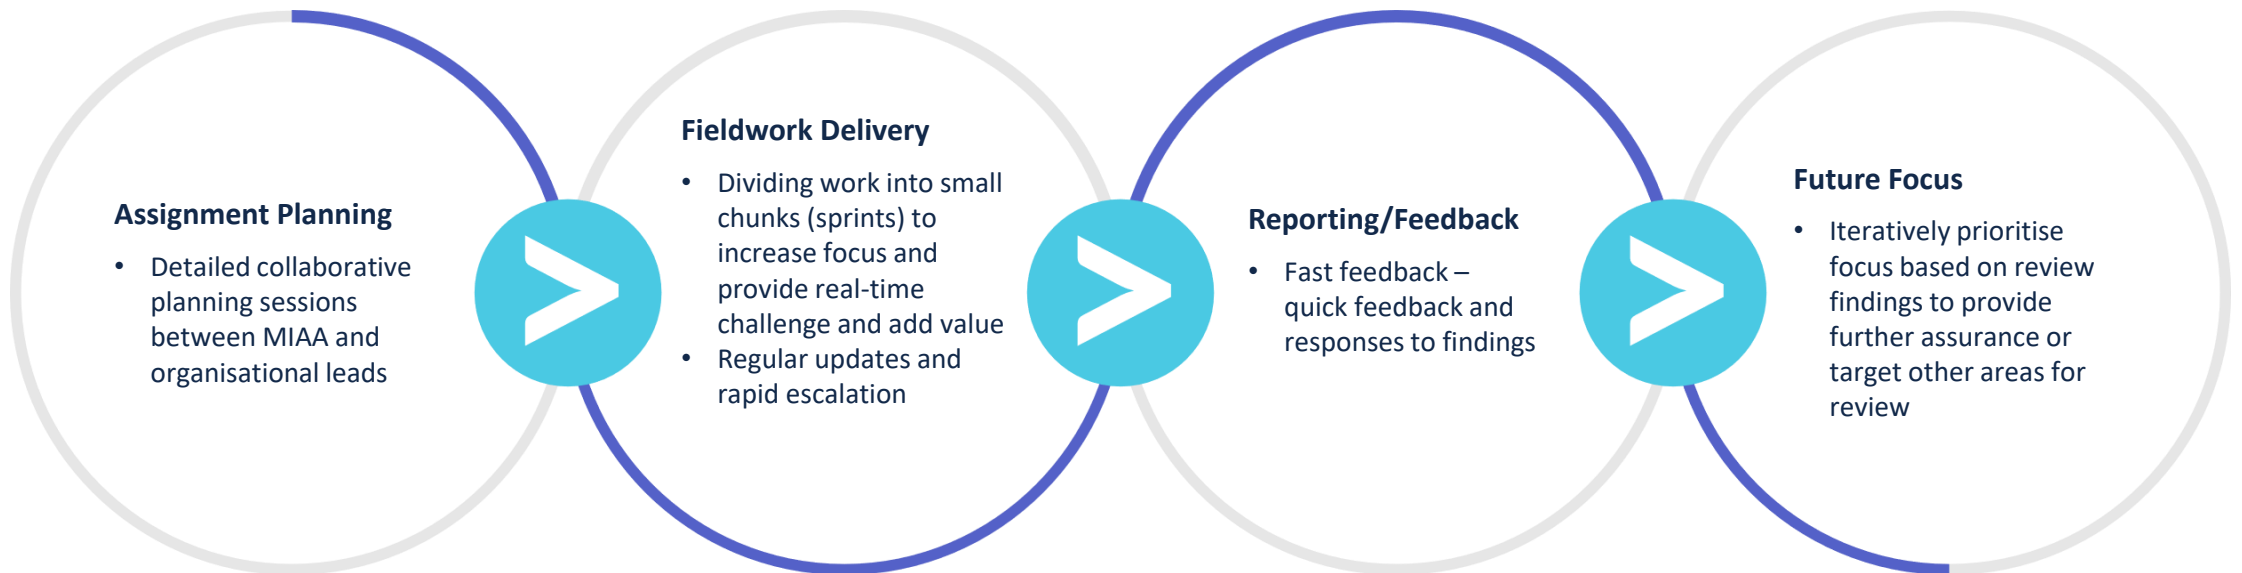 Assignment Planning
• Detailed collaborative
planning sessions
between MIAA and
organisational leads
Fieldwork Delivery
• Dividing work into small
chunks (sprints) to
increase focus and
provide real-time
challenge and add value
• Regular updates and
rapid escalation
Reporting/Feedback
• Fast feedback –
quick feedback and
responses to findings
Future Focus
• Iteratively prioritise
focus based on review
findings to provide
further assurance or
target other areas for
review